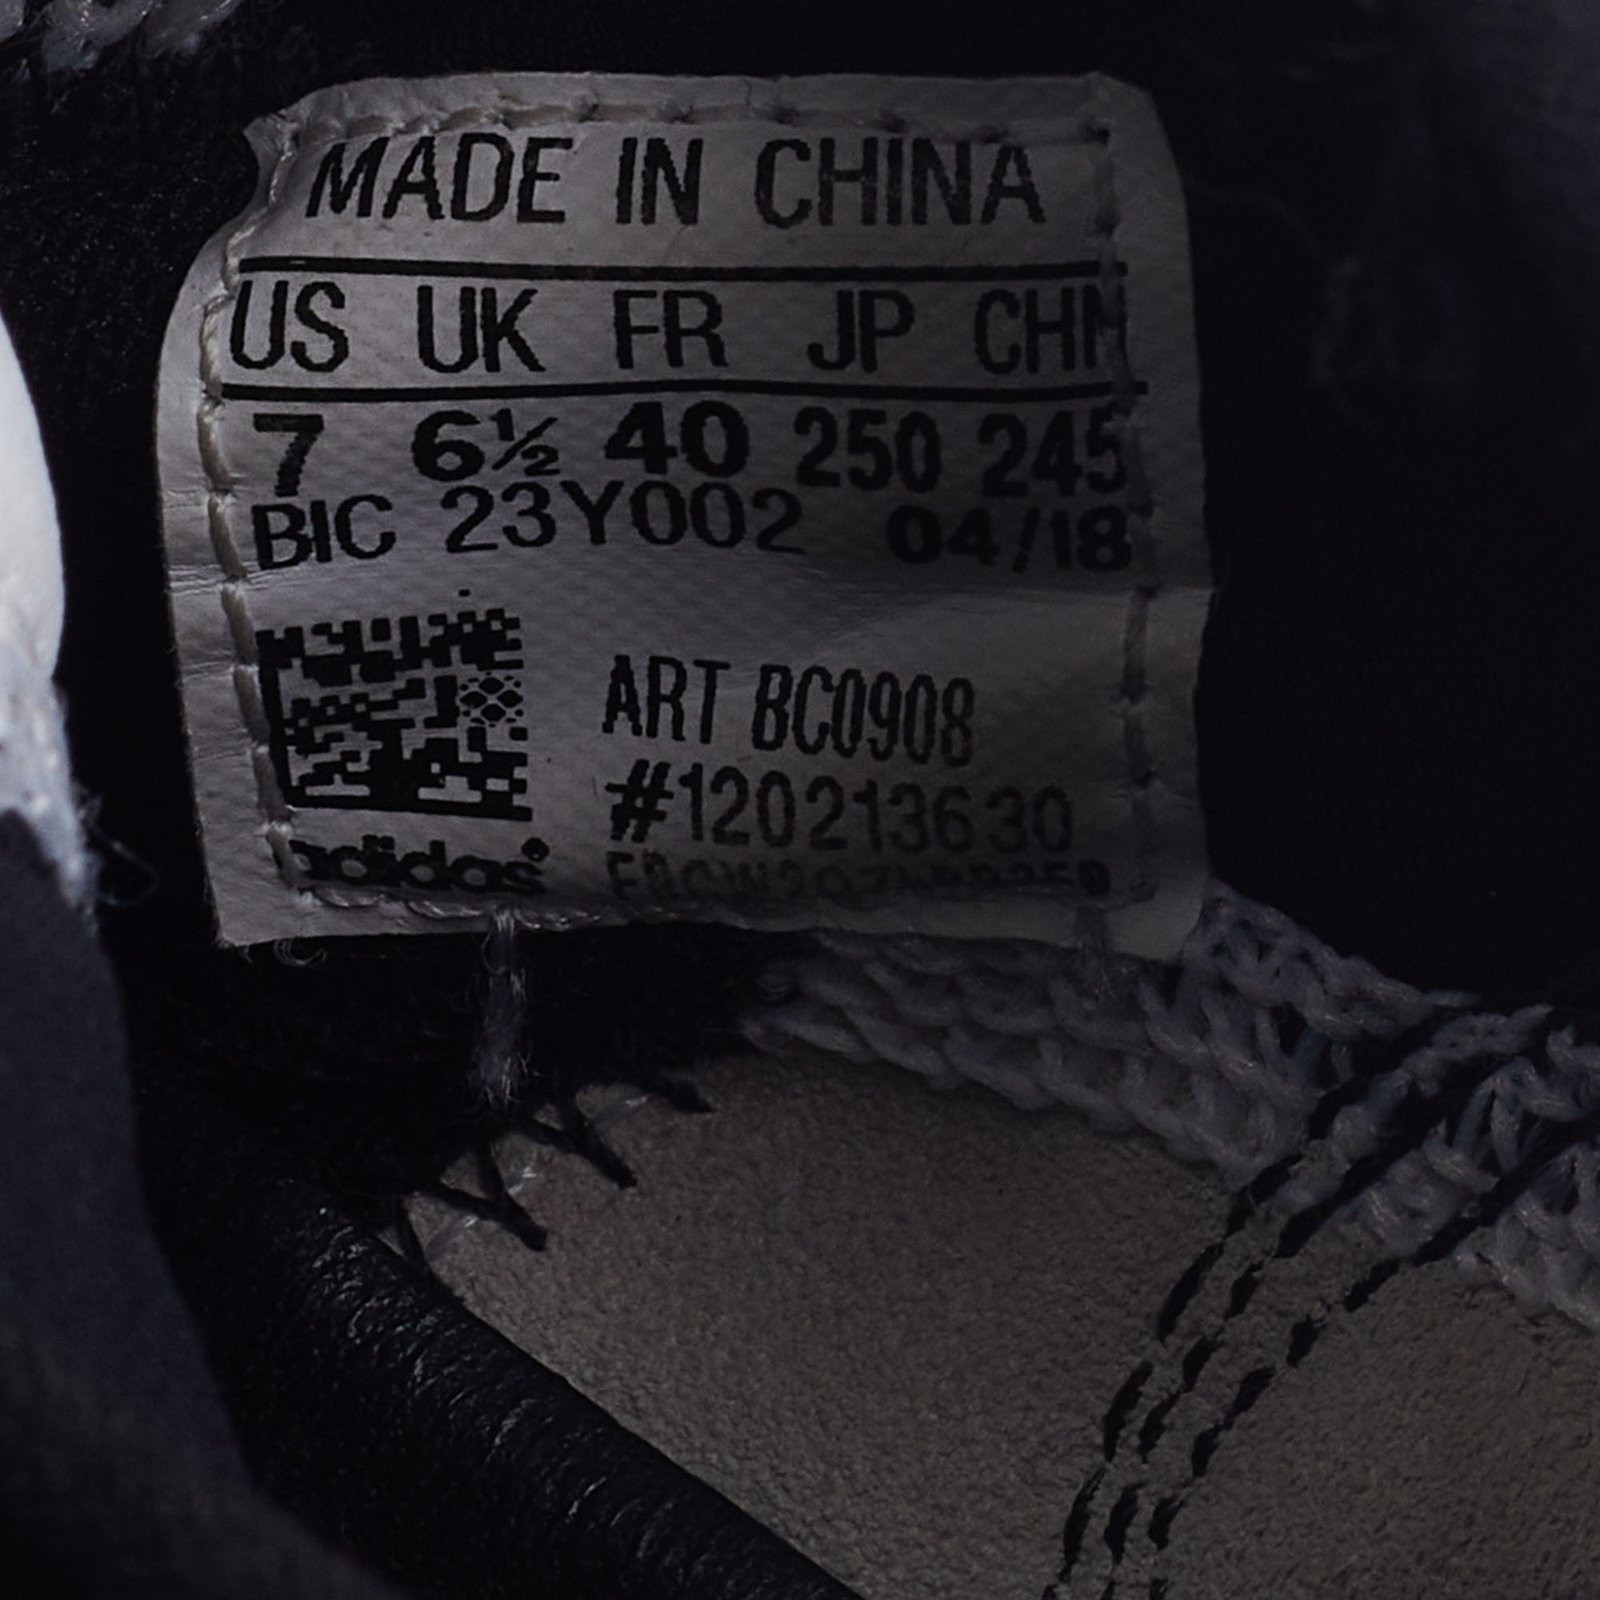 MADE IN CHINA
US UK FR JP CHN
7 6½ 40 250 245
BIC 23Y002 04/18
ART BC0908
#120213630
adidas